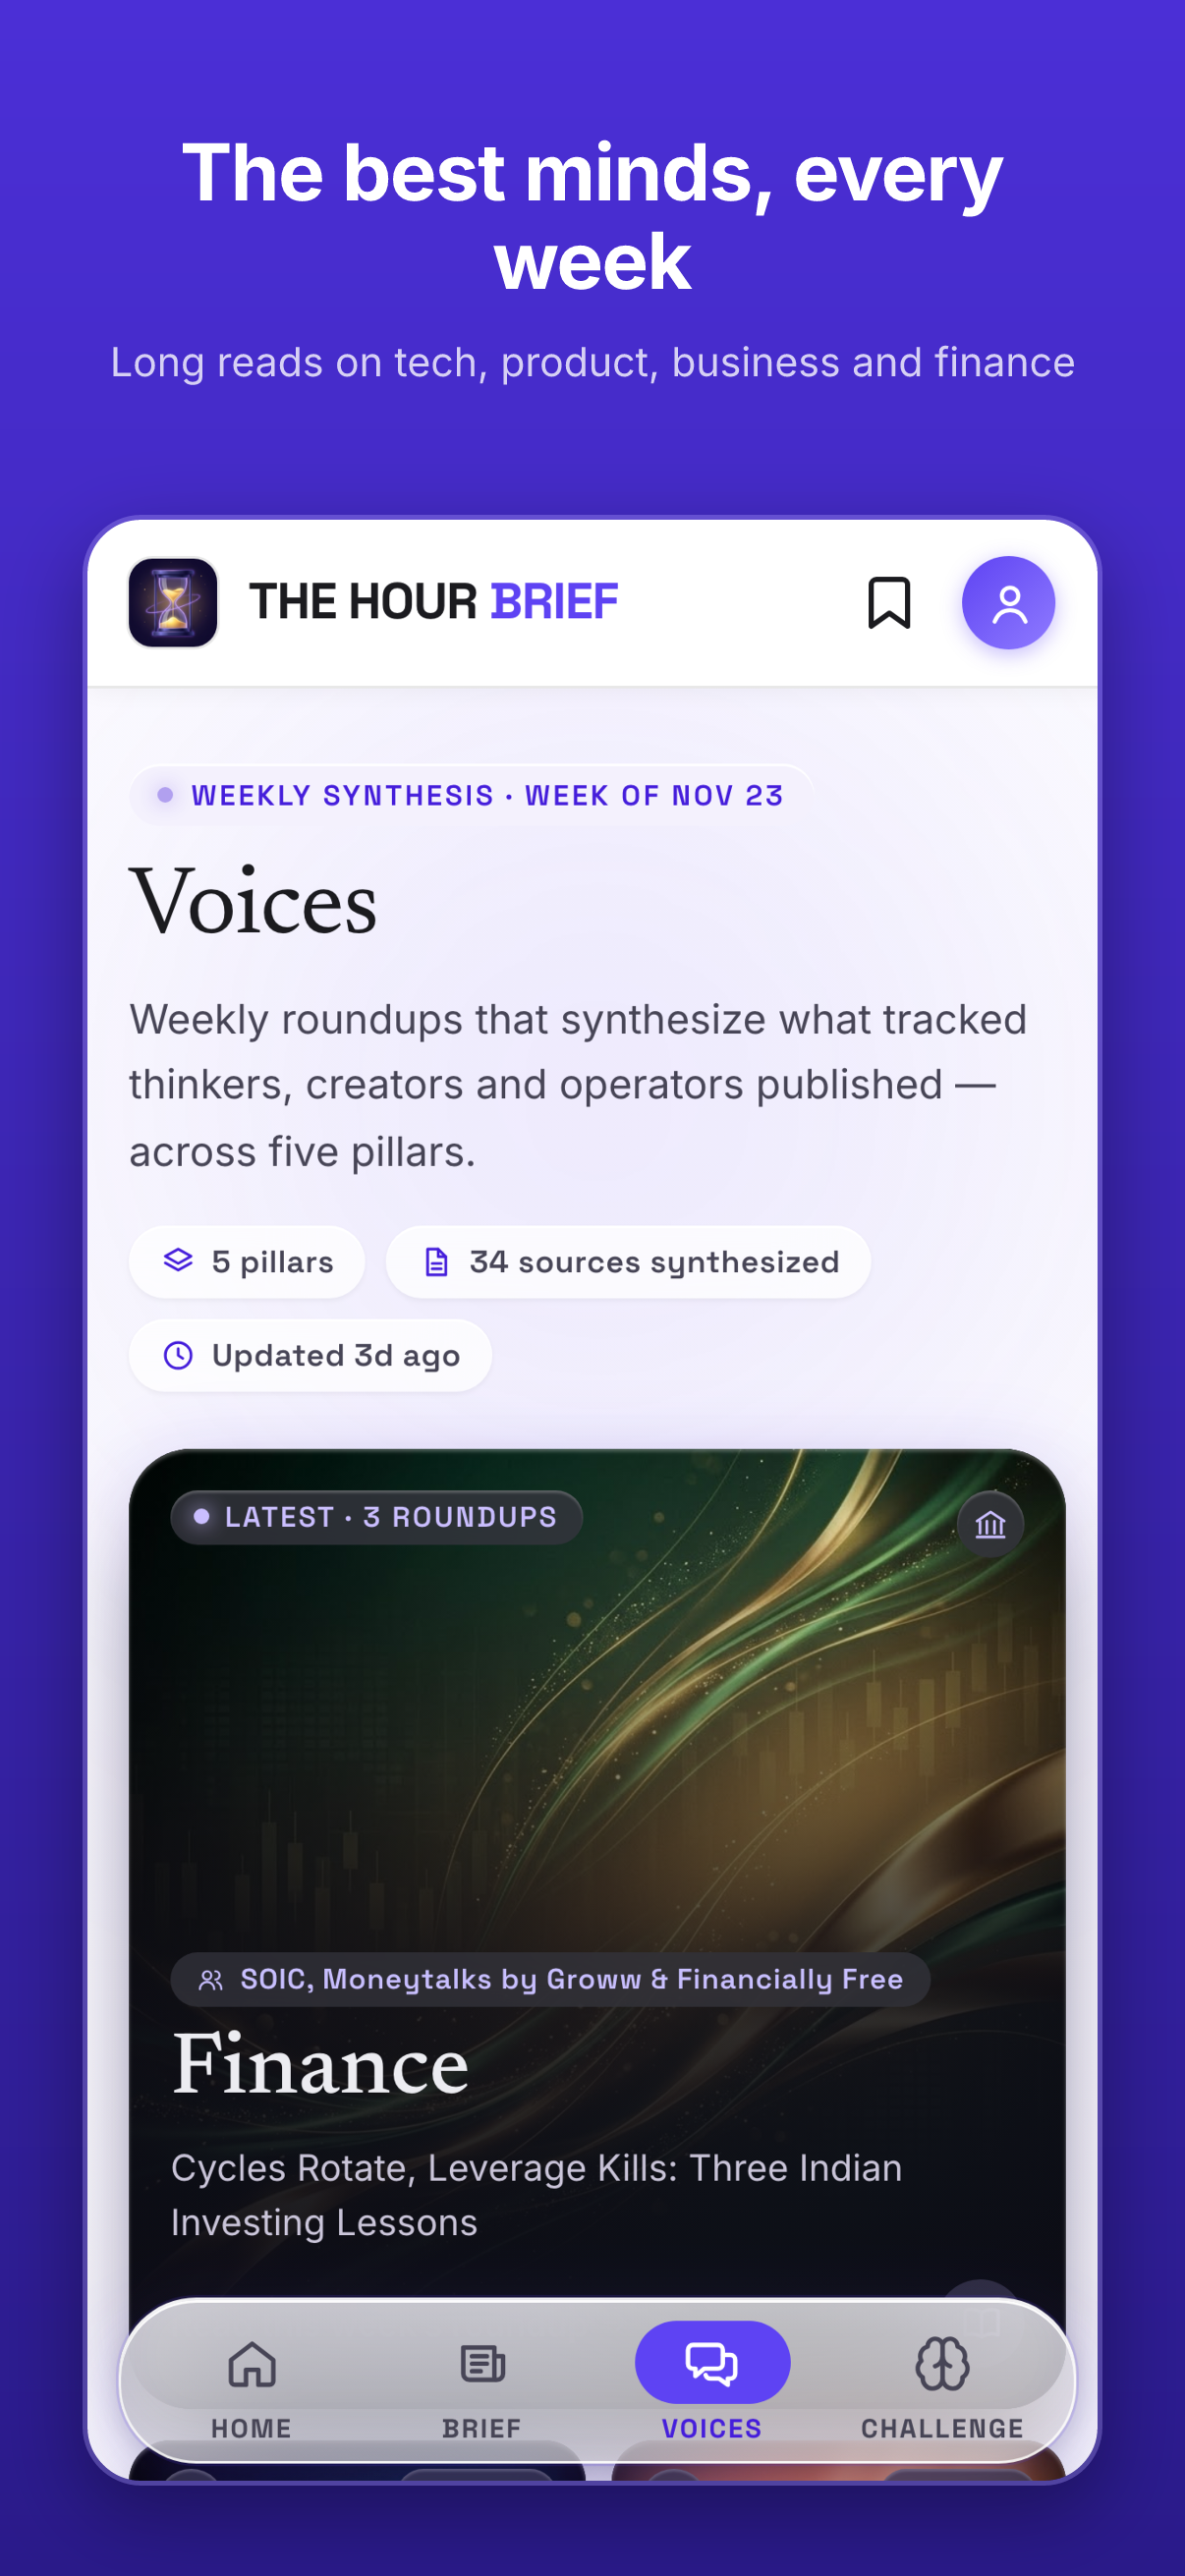 The best minds, every
week
Long reads on tech, product, business and finance
THE HOUR BRIEF
WEEKLY SYNTHESIS · WEEK OF NOV 23
Voices
Weekly roundups that synthesize what tracked
thinkers, creators and operators published —
across five pillars.
5 pillars
34 sources synthesized
Updated 3d ago
LATEST · 3 ROUNDUPS
SOIC, Moneytalks by Groww & Financially Free
Finance
Cycles Rotate, Leverage Kills: Three Indian
Investing Lessons
HOME
BRIEF
VOICES
CHALLENGE